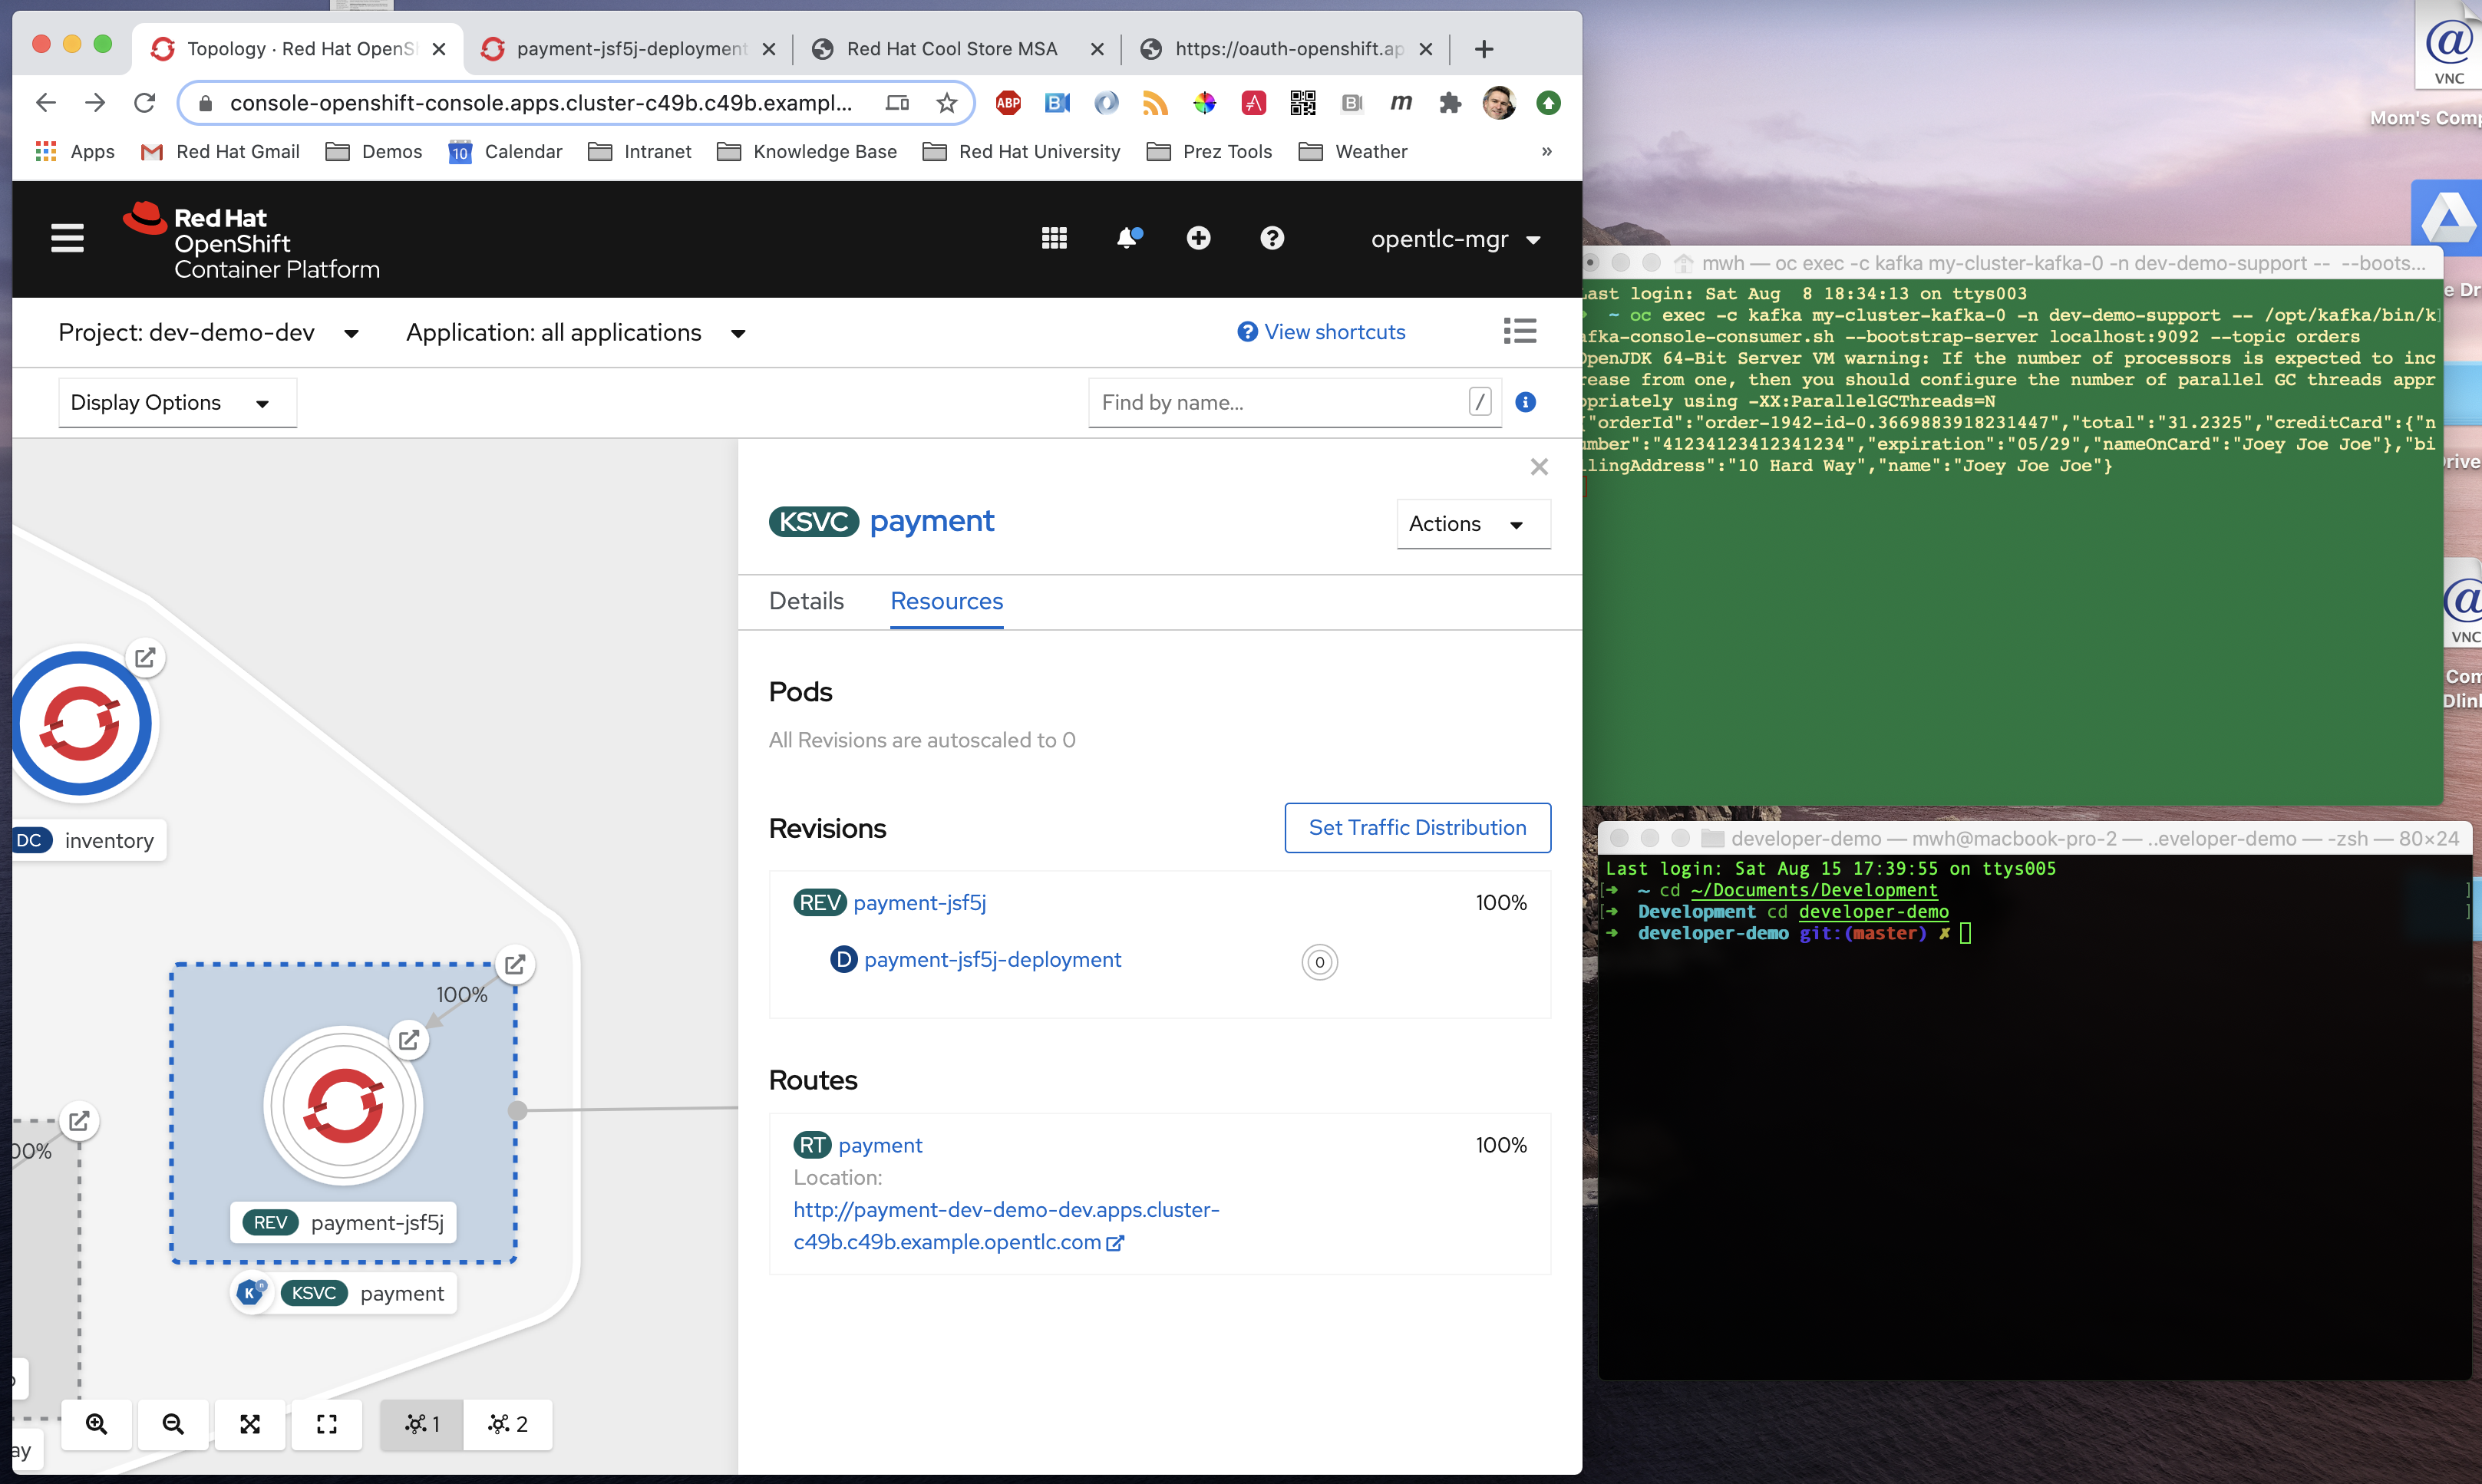 Topology · Red Hat OpenS
payment-jsf5j-deployment
Red Hat Cool Store MSA
https://oauth-openshift.ap
console-openshift-console.apps.cluster-c49b.c49b.exampl...
ABP
Apps
Red Hat Gmail
Demos
10
Calendar
Intranet
Knowledge Base
Red Hat University
Prez Tools
Weather
»
Red Hat
OpenShift
Container Platform
opentlc-mgr
Project: dev-demo-dev
Application: all applications
View shortcuts
Display Options
Find by name...
/
KSVC payment
Actions
Details
Resources
Pods
All Revisions are autoscaled to 0
Revisions
Set Traffic Distribution
REV payment-jsf5j
100%
D payment-jsf5j-deployment
0
Routes
RT payment
100%
Location:
http://payment-dev-demo-dev.apps.cluster-
c49b.c49b.example.opentlc.com
DC inventory
100%
REV payment-jsf5j
KSVC payment
00%
ay
1
2
VNC
Mom's Comp
mwh — oc exec -c kafka my-cluster-kafka-0 -n dev-demo-support -- --boots...
Last login: Sat Aug  8 18:34:13 on ttys003
~ oc exec -c kafka my-cluster-kafka-0 -n dev-demo-support -- /opt/kafka/bin/k
afka-console-consumer.sh --bootstrap-server localhost:9092 --topic orders
OpenJDK 64-Bit Server VM warning: If the number of processors is expected to inc
rease from one, then you should configure the number of parallel GC threads appr
opriately using -XX:ParallelGCThreads=N
{"orderId":"order-1942-id-0.3669883918231447","total":"31.2325","creditCard":{"n
umber":"41234123412341234","expiration":"05/29","nameOnCard":"Joey Joe Joe"},"bi
llingAddress":"10 Hard Way","name":"Joey Joe Joe"}
e Dr
Drive
VNC
Com
Dlink
developer-demo — mwh@macbook-pro-2 — ..eveloper-demo — -zsh — 80×24
Last login: Sat Aug 15 17:39:55 on ttys005
[➜  ~ cd ~/Documents/Development ]
[➜  Development cd developer-demo ]
➜  developer-demo git:(master) ✗